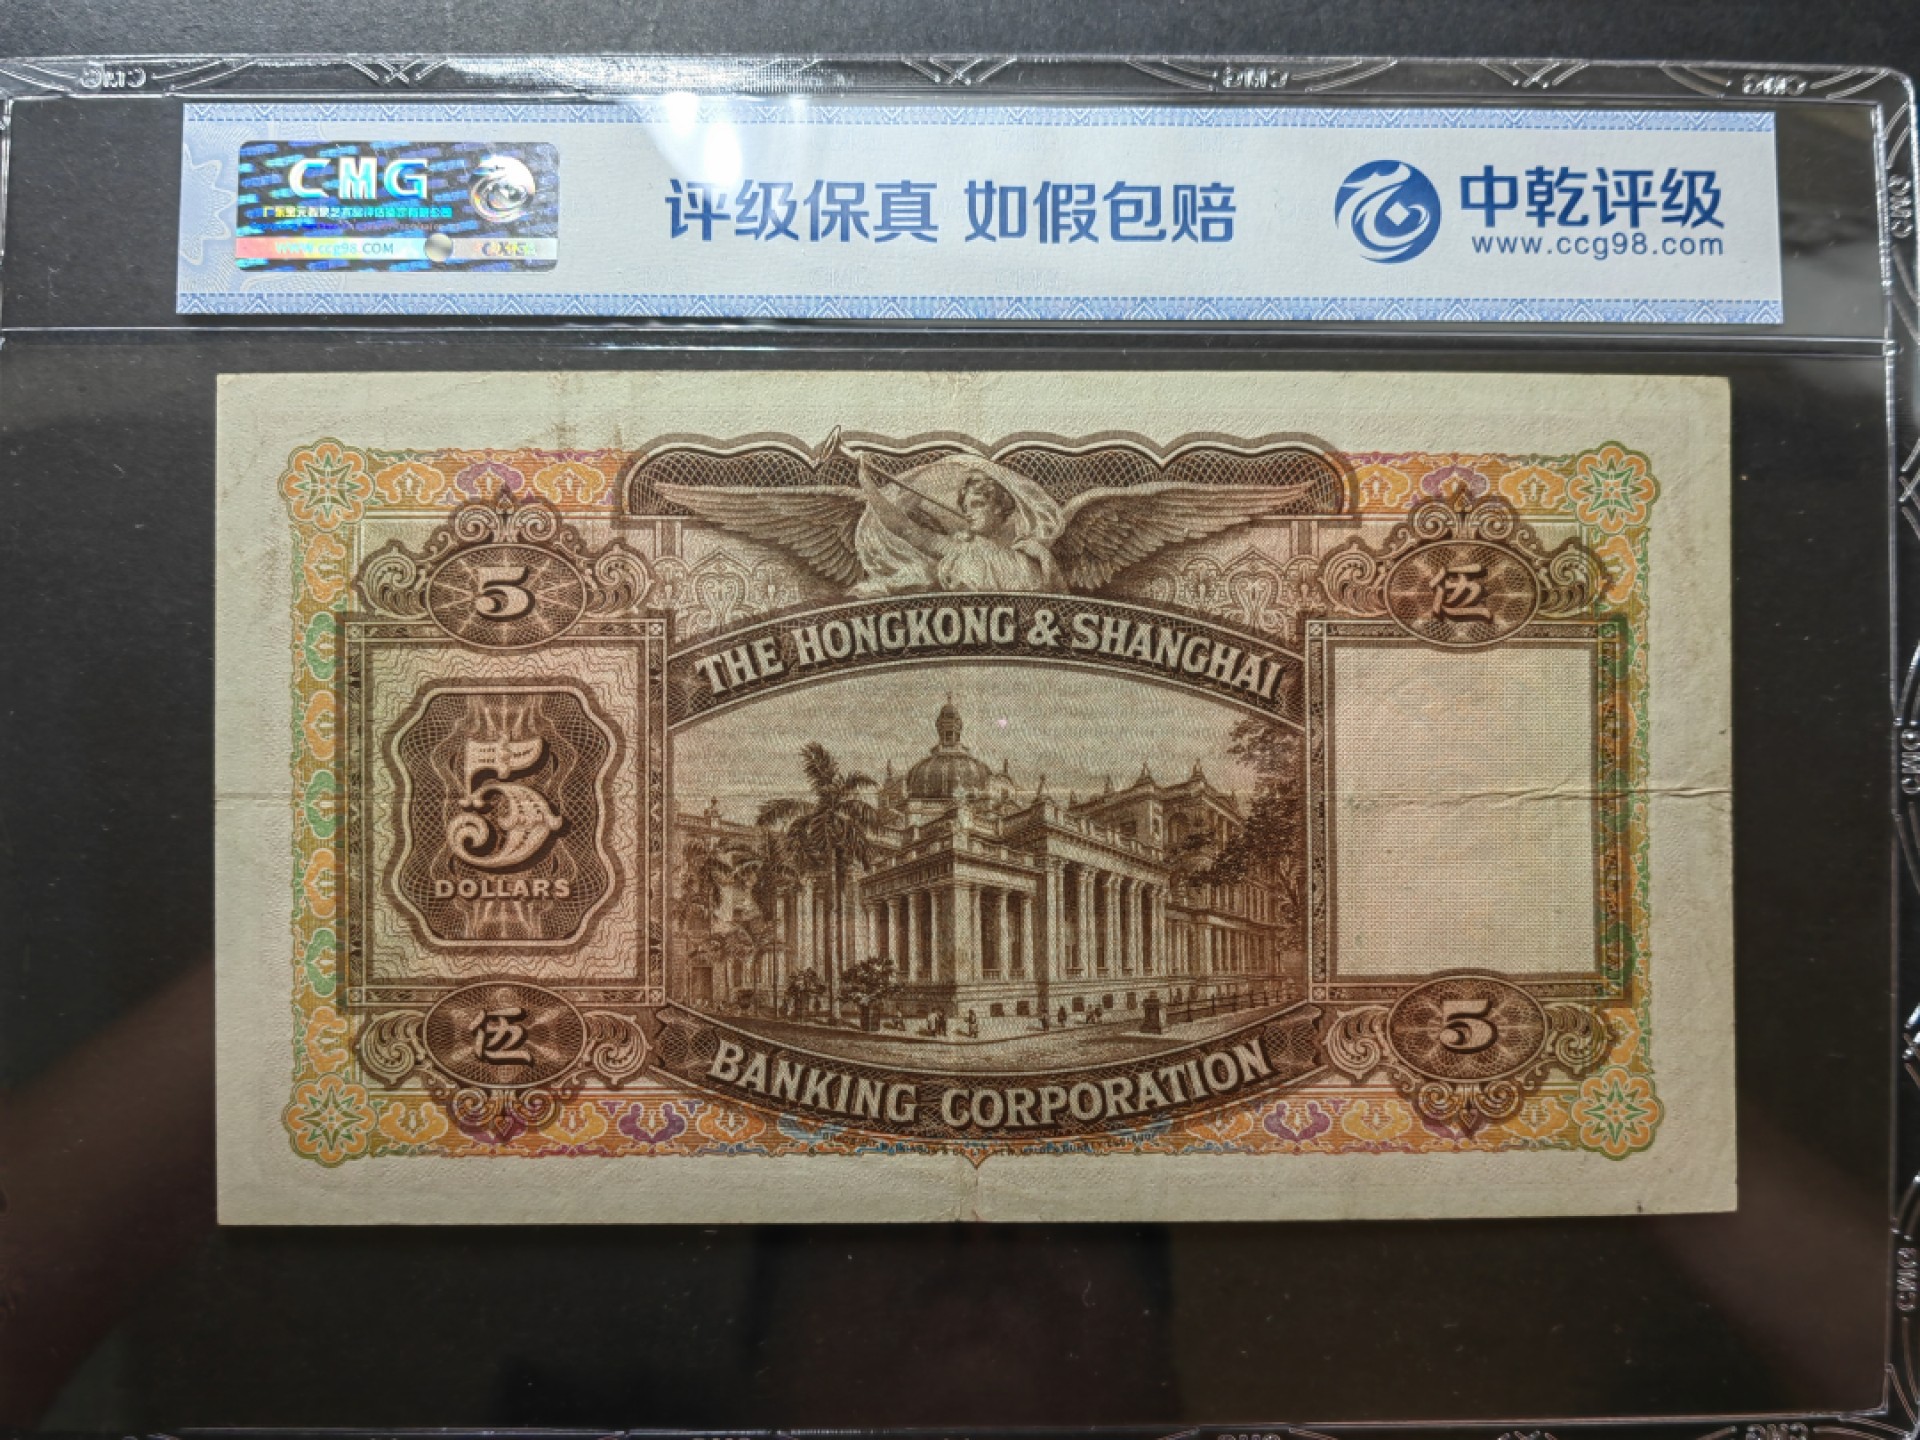 CMG
www.ccg98.COM
评级保真 如假包赔
中乾评级
www.ccg98.com
5
伍
THE HONGKONG & SHANGHAI
5
DOLLARS
伍
BANKING CORPORATION
5